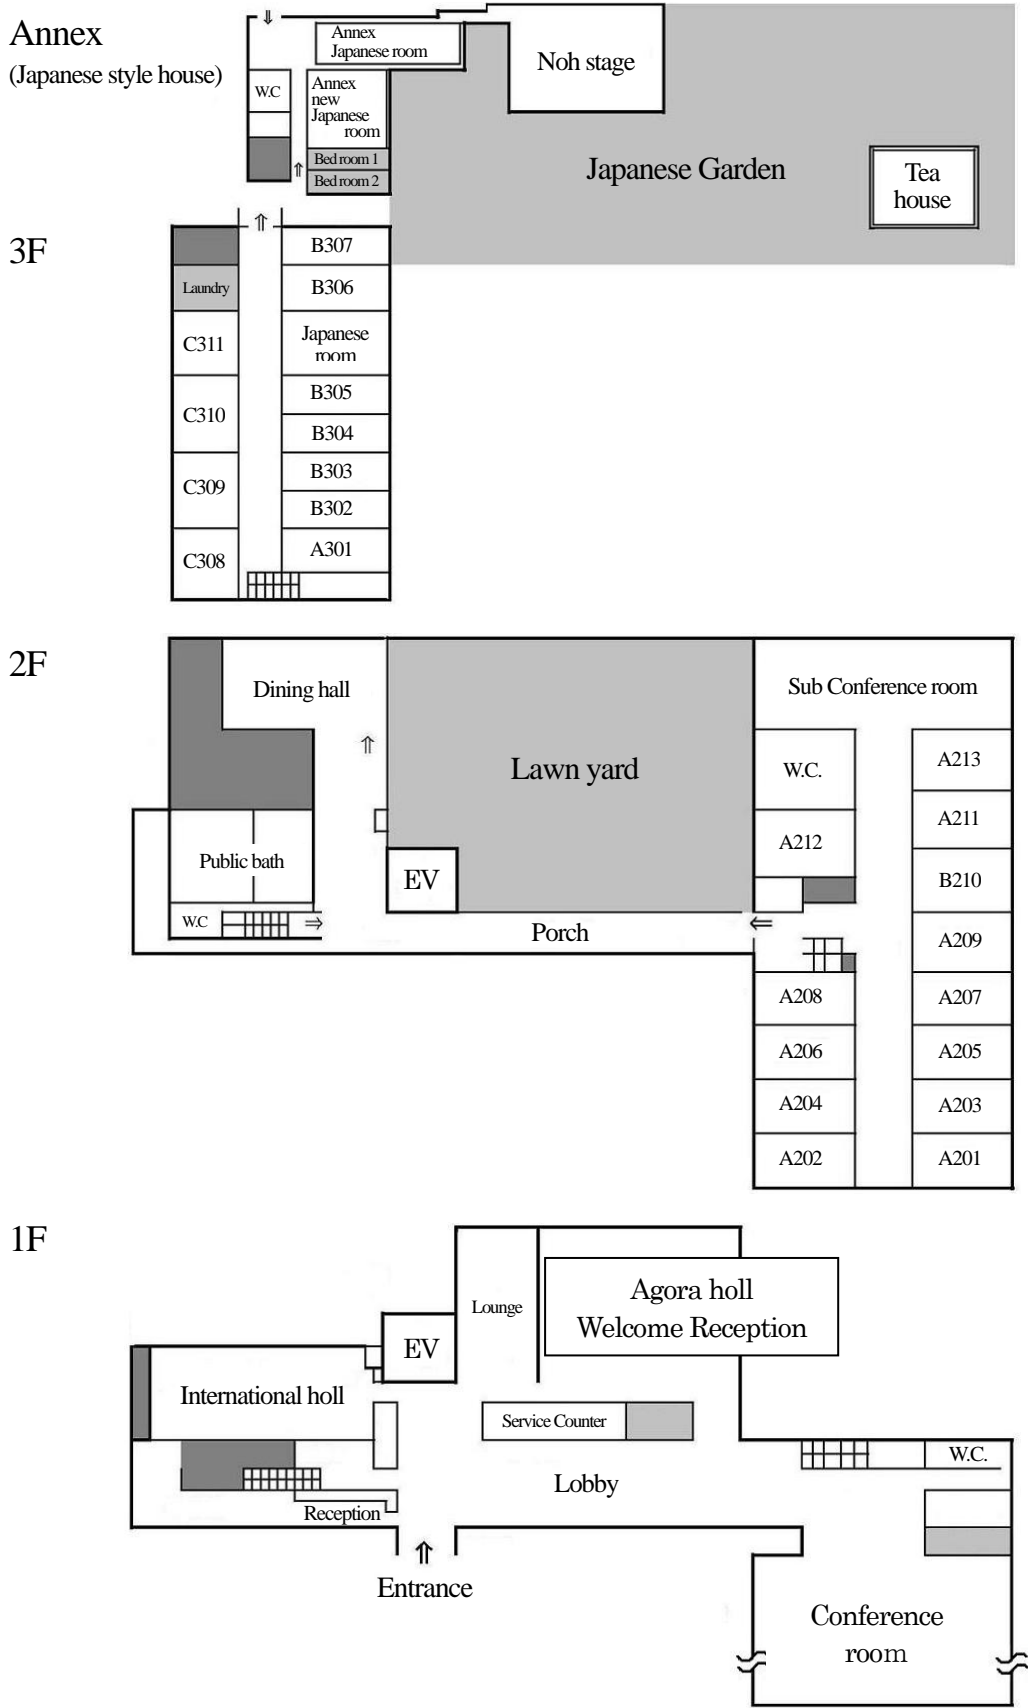 Annex
(Japanese style house)
Annex
Japanese room
Noh stage
W.C
Annex
new
Japanese
room
Bed room 1
Bed room 2
Japanese Garden
Tea
house
3F
B307
Laundry
B306
C311
Japanese
room
C310
B305
B304
C309
B303
B302
C308
A301
2F
Dining hall
Sub Conference room
Lawn yard
W.C.
A213
A211
A212
Public bath
EV
B210
W.C
Porch
A209
A208
A207
A206
A205
A204
A203
A202
A201
1F
Lounge
Agora holl
Welcome Reception
EV
International holl
Service Counter
W.C.
Lobby
Reception
Entrance
Conference
room